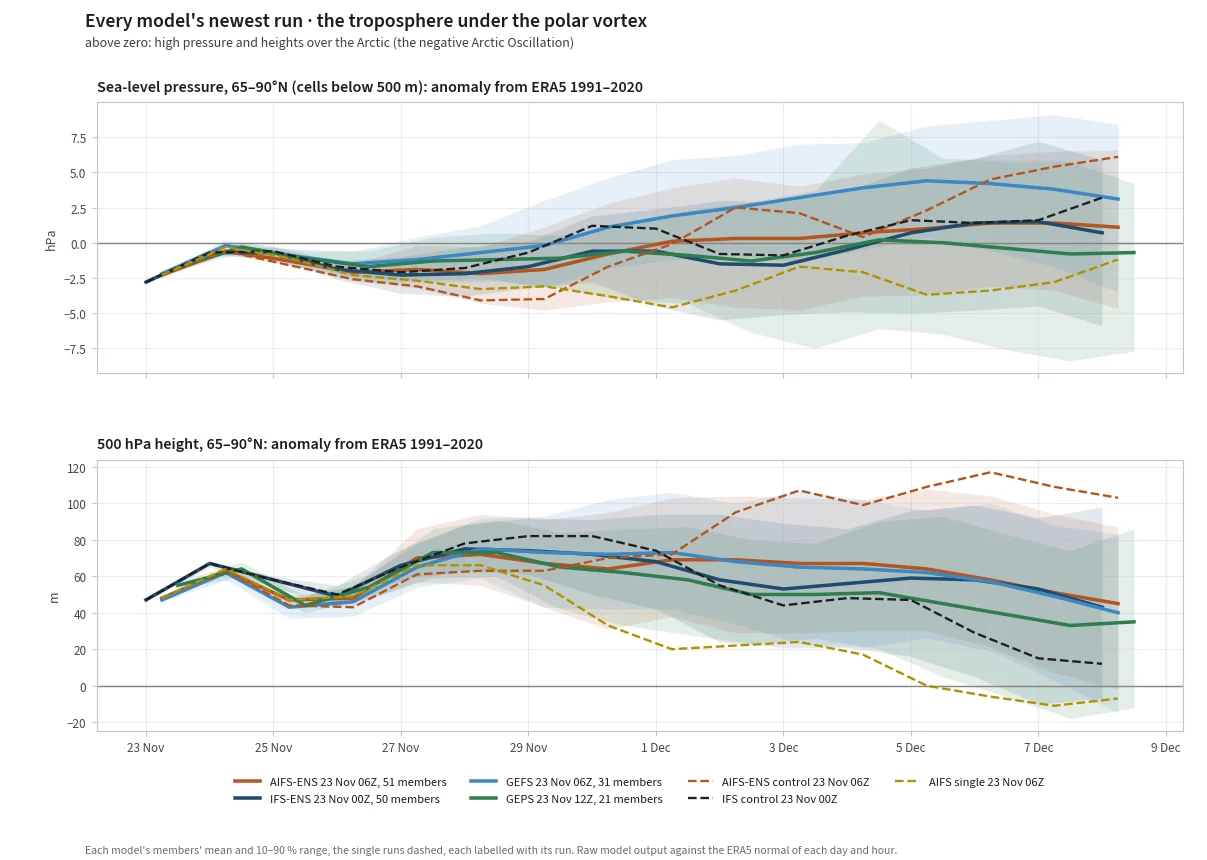 Every model's newest run · the troposphere under the polar vortex
above zero: high pressure and heights over the Arctic (the negative Arctic Oscillation)
Sea-level pressure, 65–90°N (cells below 500 m): anomaly from ERA5 1991–2020
hPa
7.5
5.0
2.5
0.0
−2.5
−5.0
−7.5
500 hPa height, 65–90°N: anomaly from ERA5 1991–2020
m
120
100
80
60
40
20
0
−20
23 Nov 25 Nov 27 Nov 29 Nov 1 Dec 3 Dec 5 Dec 7 Dec 9 Dec
AIFS-ENS 23 Nov 06Z, 51 members GEFS 23 Nov 06Z, 31 members AIFS-ENS control 23 Nov 06Z AIFS single 23 Nov 06Z
IFS-ENS 23 Nov 00Z, 50 members GEPS 23 Nov 12Z, 21 members IFS control 23 Nov 00Z
Each model's members' mean and 10–90 % range, the single runs dashed, each labelled with its run. Raw model output against the ERA5 normal of each day and hour.